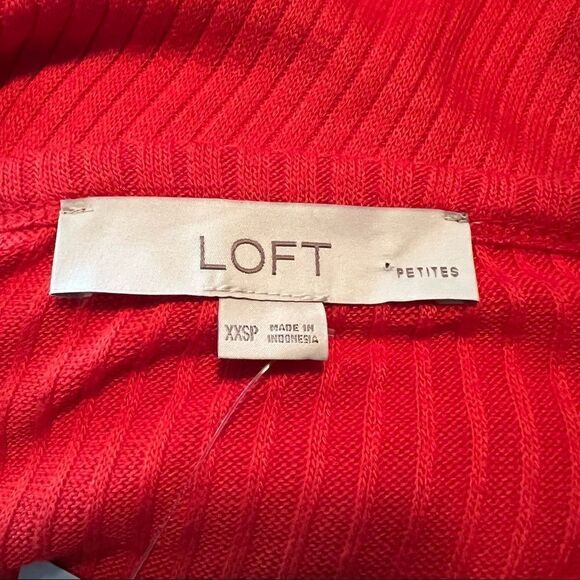 LOFT
PETITES
XXSP
MADE IN
INDONESIA